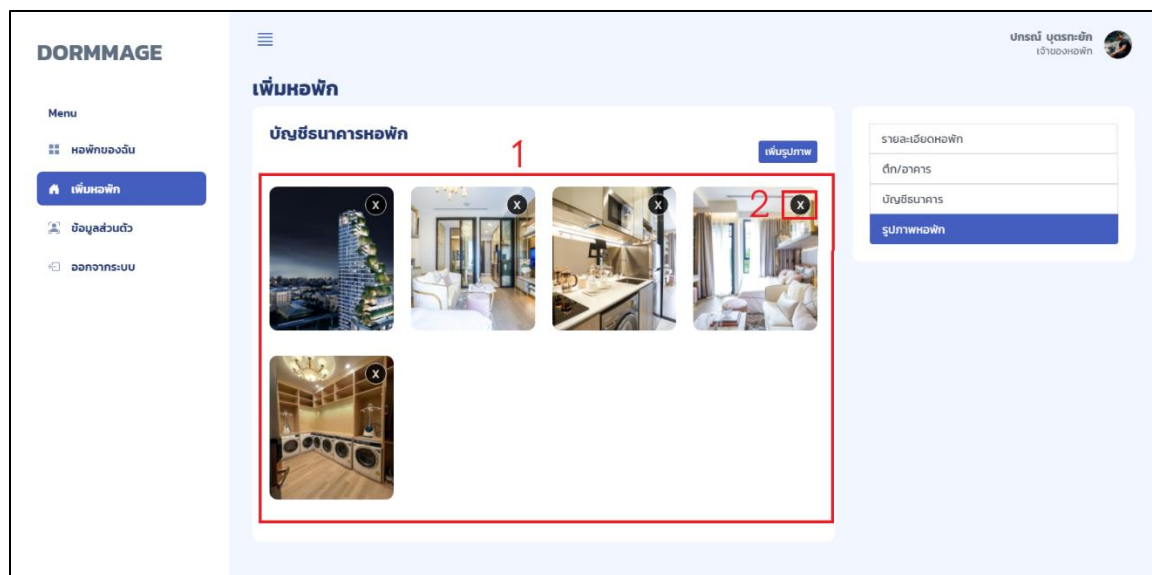 DORMMAGE
Menu
หอพักของฉัน
เพิ่มหอพัก
ข้อมูลส่วนตัว
ออกจากระบบ
ปกรณ์ บุตรทะยัก
เจ้าของหอพัก
เพิ่มหอพัก
บัญชีธนาคารหอพัก
1
เพิ่มรูปภาพ
X
X
X
2 X
X
รายละเอียดหอพัก
ตึก/อาคาร
บัญชีธนาคาร
รูปภาพหอพัก